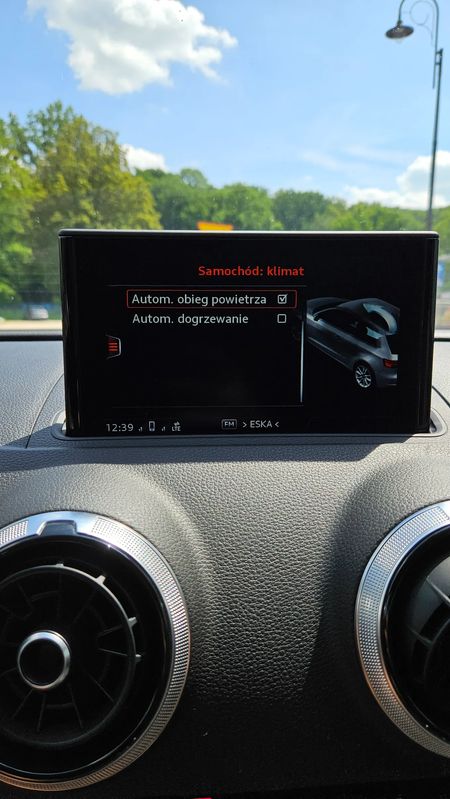 Samochód: klimat
Autom. obieg powietrza
Autom. dogrzewanie
12:39 LTE FM > ESKA <